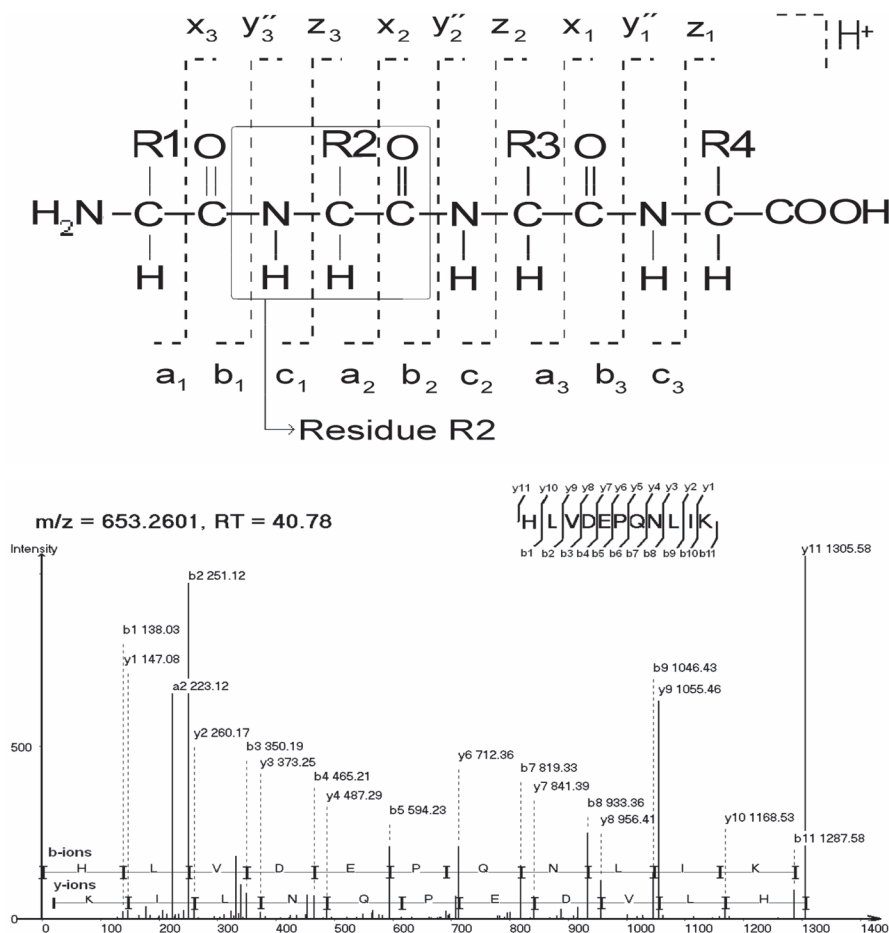 x3 y″3 z3 x2 y″2 z2 x1 y″1 z1 H+
R1 O R2 O R3 O R4
H2N C C N C C N C C N C COOH
H H H H H H H
a1 b1 c1 a2 b2 c2 a3 b3 c3
Residue R2
y11 y10 y9 y8 y7 y6 y5 y4 y3 y2 y1
m/z = 653.2601, RT = 40.78
HLVDEPQNLIK
b1 b2 b3 b4 b5 b6 b7 b8 b9 b10 b11
Intensity
y11 1305.58
b2 251.12
b1 138.03
y1 147.08
a2 223.12
b9 1046.43
y9 1055.46
500
y2 260.17
b3 350.19
y3 373.25
y6 712.36
b4 465.21
y4 487.29
b7 819.33
y7 841.39
b5 594.23
b8 933.36
y8 956.41
y10 1168.53
b11 1287.58
b-ions
H L V D E P Q N L I K
y-ions
K I L N Q P E D V L H
0
0 100 200 300 400 500 600 700 800 900 1000 1100 1200 1300 1400